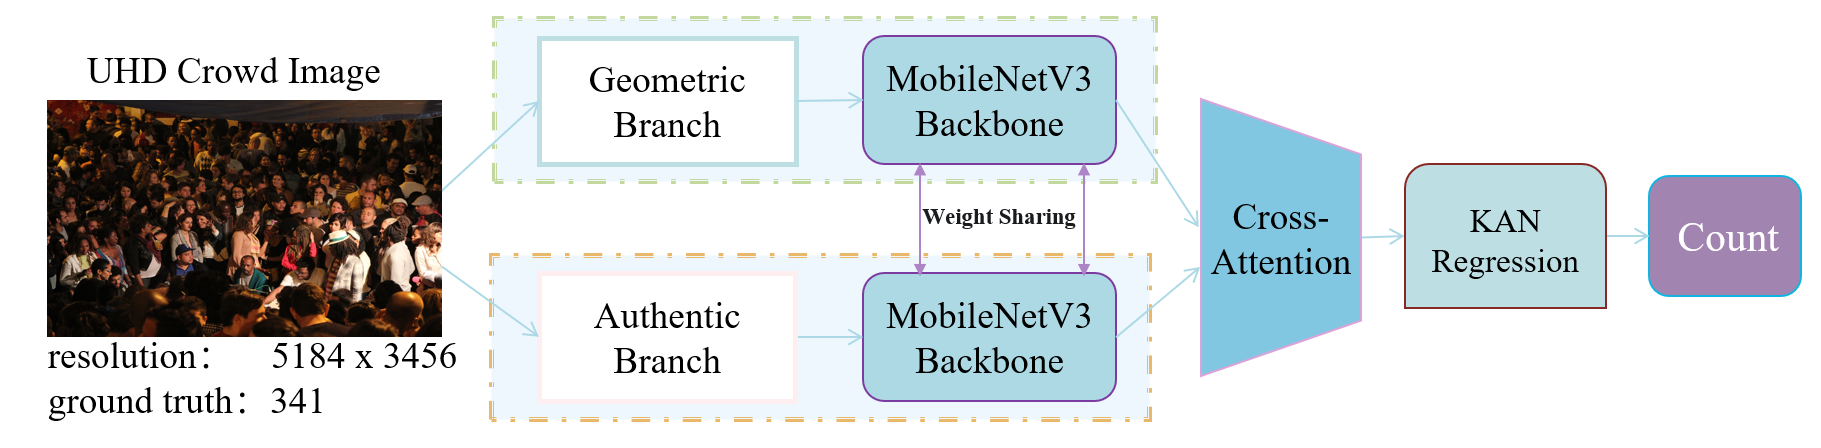 UHD Crowd Image
resolution: 5184 x 3456
ground truth: 341
Geometric
Branch
MobileNetV3
Backbone
Weight Sharing
Authentic
Branch
MobileNetV3
Backbone
Cross-
Attention
KAN
Regression
Count